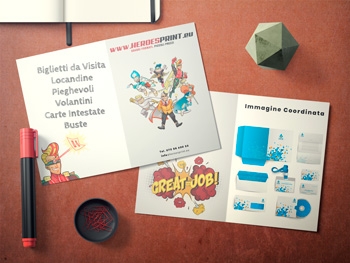 Biglietti da Visita
Locandine
Pieghevoli
Volantini
Carte Intestate
Buste
www.HEROESPRINT.eu
GREAT JOB!
Immagine Coordinata